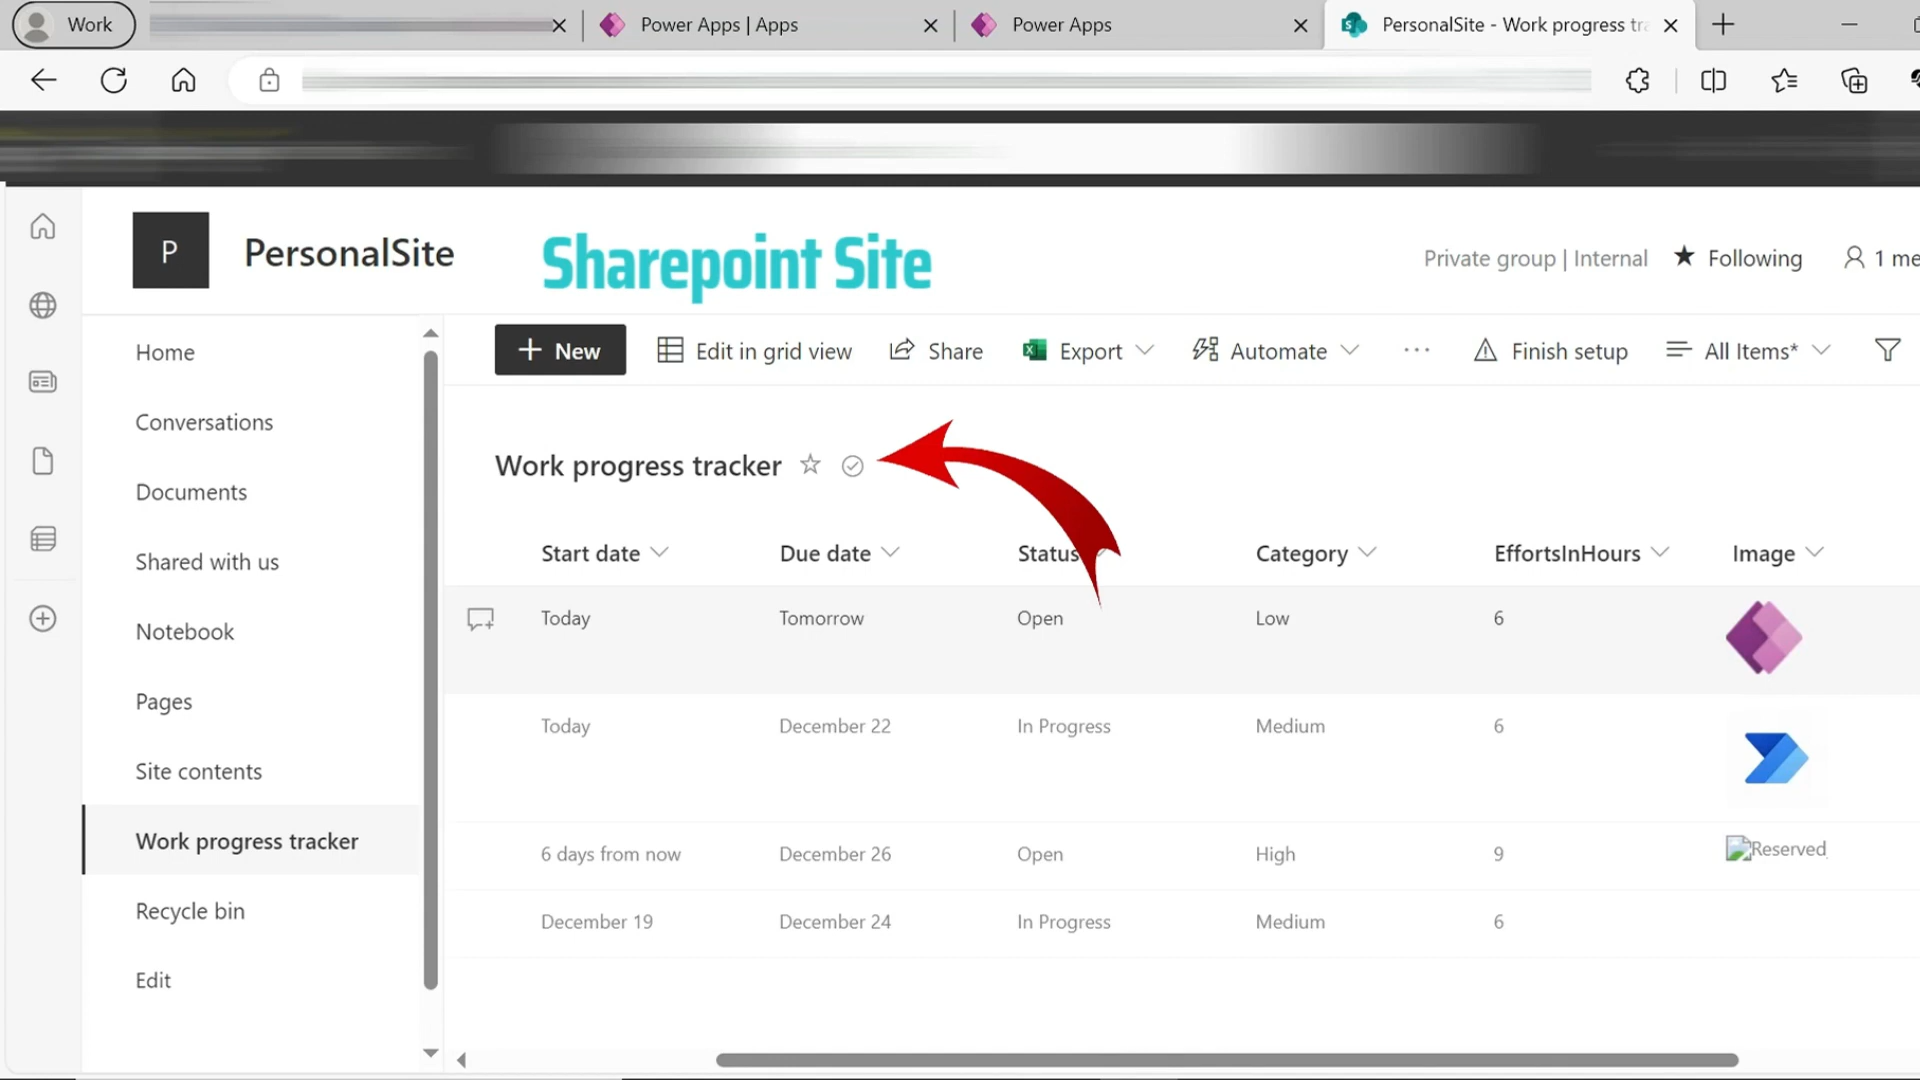 Work
Power Apps | Apps
Power Apps
PersonalSite - Work progress tr
P
PersonalSite
Sharepoint Site
Private group | Internal
Following
1 me
Home
Conversations
Documents
Shared with us
Notebook
Pages
Site contents
Work progress tracker
Recycle bin
Edit
New
Edit in grid view
Share
Export
Automate
Finish setup
All Items*
Work progress tracker
Start date
Due date
Status
Category
EffortsInHours
Image
Today
Tomorrow
Open
Low
6
Today
December 22
In Progress
Medium
6
6 days from now
December 26
Open
High
9
Reserved
December 19
December 24
In Progress
Medium
6